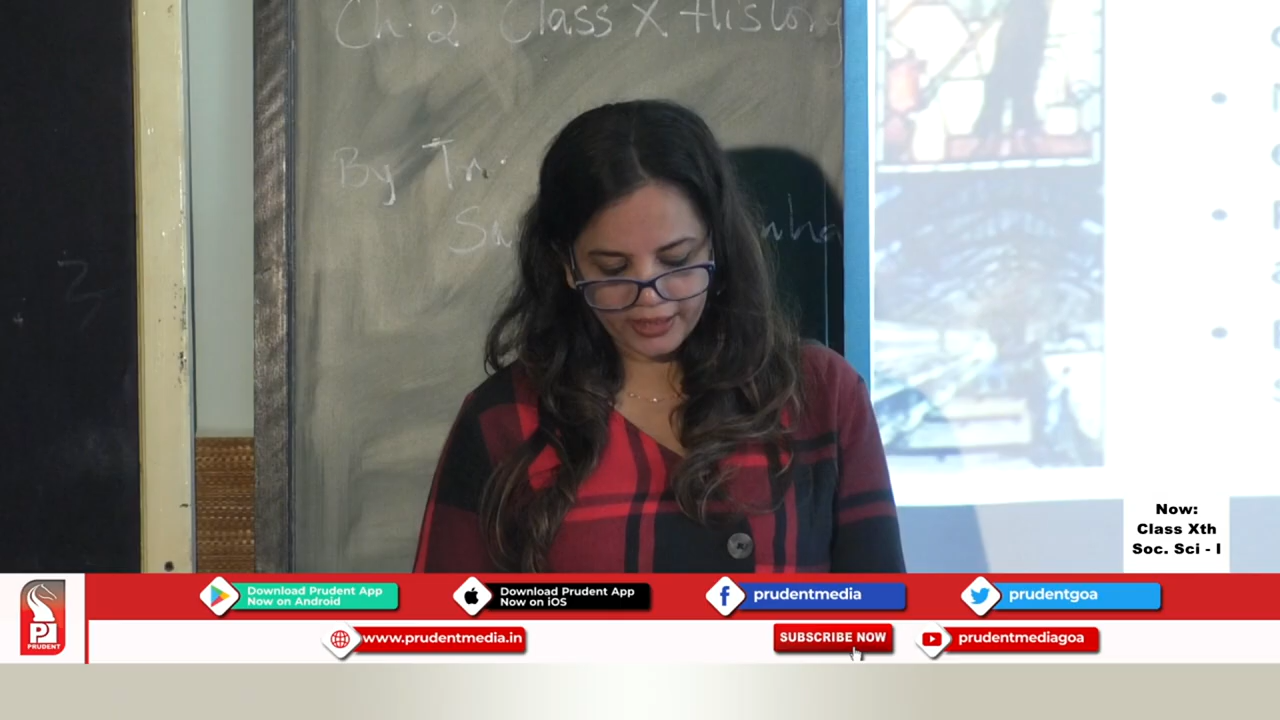 Ch. 2 Class X History
By Tr.
Now:
Class Xth
Soc. Sci - I
Download Prudent App
Now on Android
Download Prudent App
Now on iOS
prudentmedia
prudentgoa
PRUDENT
www.prudentmedia.in
SUBSCRIBE NOW
prudentmediagoa